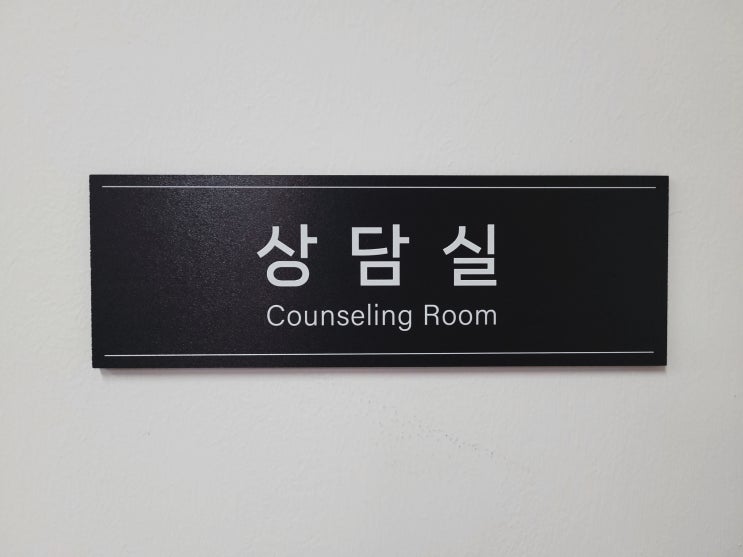 상 담 실
Counseling Room